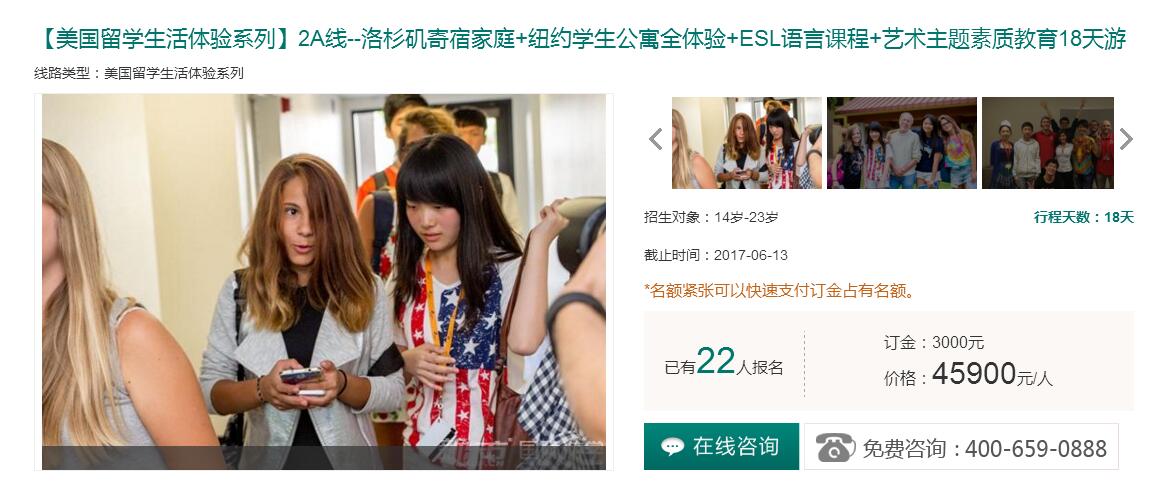 【美国留学生活体验系列】2A线--洛杉矶寄宿家庭+纽约学生公寓全体验+ESL语言课程+艺术主题素质教育18天游
线路类型：美国留学生活体验系列
招生对象：14岁-23岁
行程天数：18天
截止时间：2017-06-13
*名额紧张可以快速支付订金占有名额。
已有22人报名
订金：3000元
价格：45900元/人
在线咨询
免费咨询：400-659-0888